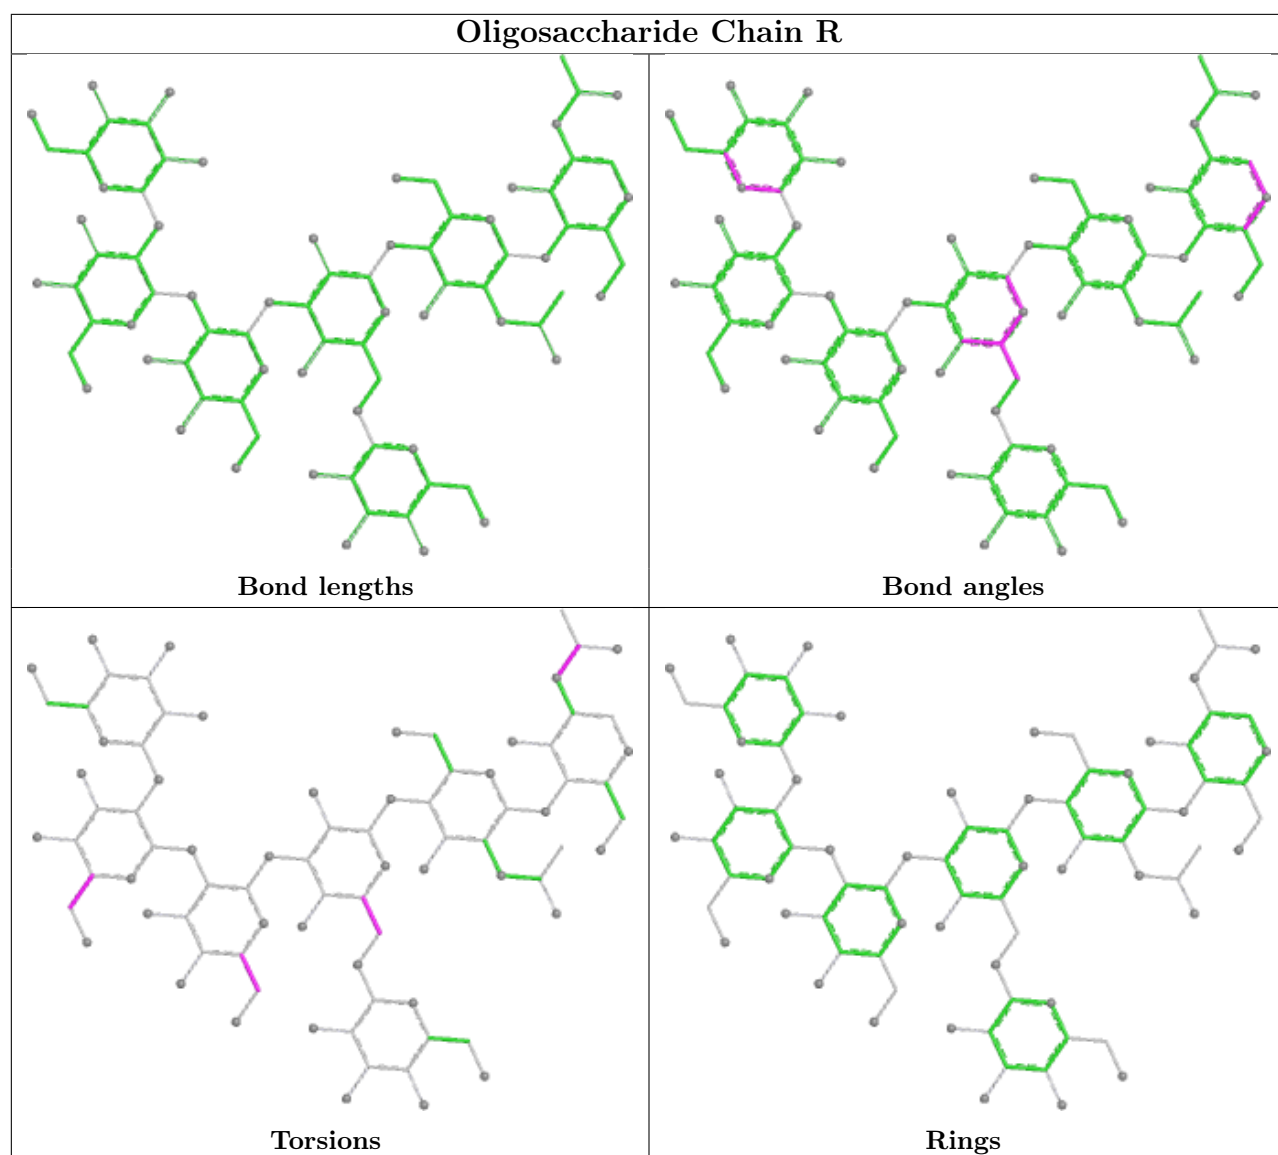 Oligosaccharide Chain R
Bond lengths
Bond angles
Torsions
Rings